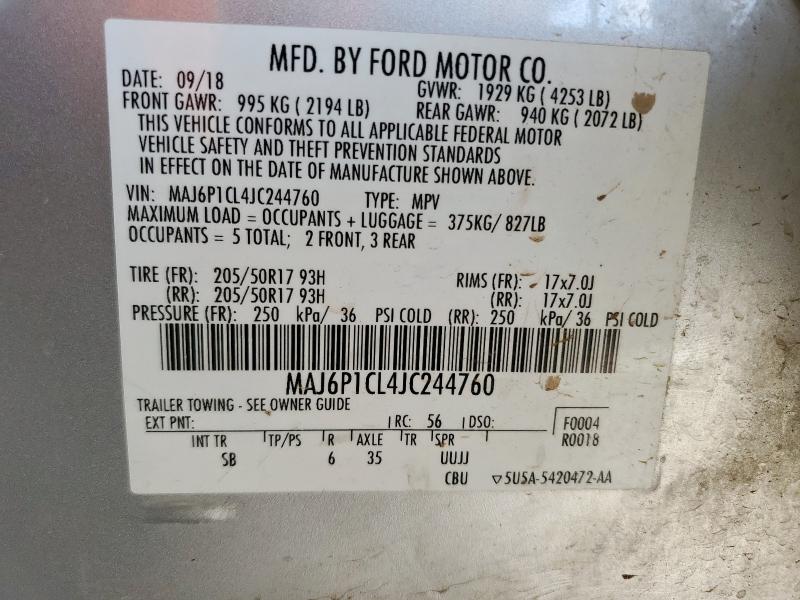 MFD. BY FORD MOTOR CO.
DATE: 09/18 GVWR: 1929 KG ( 4253 LB)
FRONT GAWR: 995 KG ( 2194 LB) REAR GAWR: 940 KG ( 2072 LB)
THIS VEHICLE CONFORMS TO ALL APPLICABLE FEDERAL MOTOR
VEHICLE SAFETY AND THEFT PREVENTION STANDARDS
IN EFFECT ON THE DATE OF MANUFACTURE SHOWN ABOVE.
VIN: MAJ6P1CL4JC244760 TYPE: MPV
MAXIMUM LOAD = OCCUPANTS + LUGGAGE = 375KG/ 827LB
OCCUPANTS = 5 TOTAL; 2 FRONT, 3 REAR
TIRE (FR): 205/50R17 93H RIMS (FR): 17x7.0J
(RR): 205/50R17 93H (RR): 17x7.0J
PRESSURE (FR): 250 kPa/ 36 PSI COLD (RR): 250 kPa/ 36 PSI COLD
MAJ6P1CL4JC244760
TRAILER TOWING - SEE OWNER GUIDE
EXT PNT: RC: 56 DSO: F0004
INT TR TP/PS R AXLE TR SPR R0018
SB 6 35 UUJJ
CBU ▽5U5A-5420472-AA